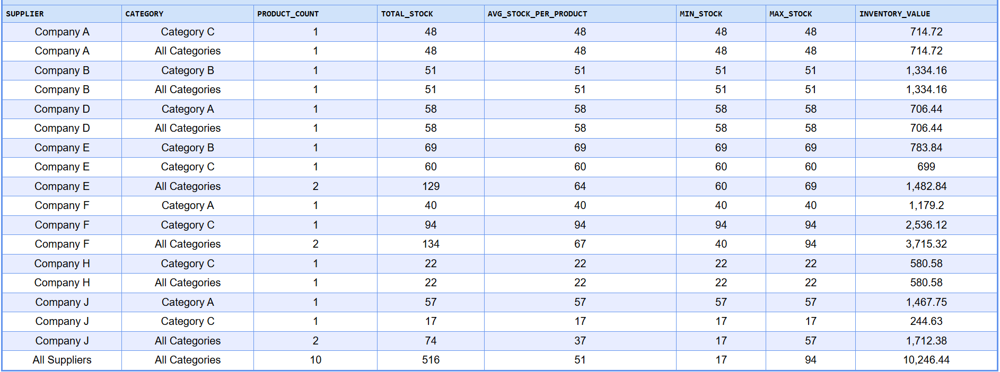 SUPPLIER CATEGORY PRODUCT_COUNT TOTAL_STOCK AVG_STOCK_PER_PRODUCT MIN_STOCK MAX_STOCK INVENTORY_VALUE
Company A Category C 1 48 48 48 48 714.72
Company A All Categories 1 48 48 48 48 714.72
Company B Category B 1 51 51 51 51 1,334.16
Company B All Categories 1 51 51 51 51 1,334.16
Company D Category A 1 58 58 58 58 706.44
Company D All Categories 1 58 58 58 58 706.44
Company E Category B 1 69 69 69 69 783.84
Company E Category C 1 60 60 60 60 699
Company E All Categories 2 129 64 60 69 1,482.84
Company F Category A 1 40 40 40 40 1,179.2
Company F Category C 1 94 94 94 94 2,536.12
Company F All Categories 2 134 67 40 94 3,715.32
Company H Category C 1 22 22 22 22 580.58
Company H All Categories 1 22 22 22 22 580.58
Company J Category A 1 57 57 57 57 1,467.75
Company J Category C 1 17 17 17 17 244.63
Company J All Categories 2 74 37 17 57 1,712.38
All Suppliers All Categories 10 516 51 17 94 10,246.44